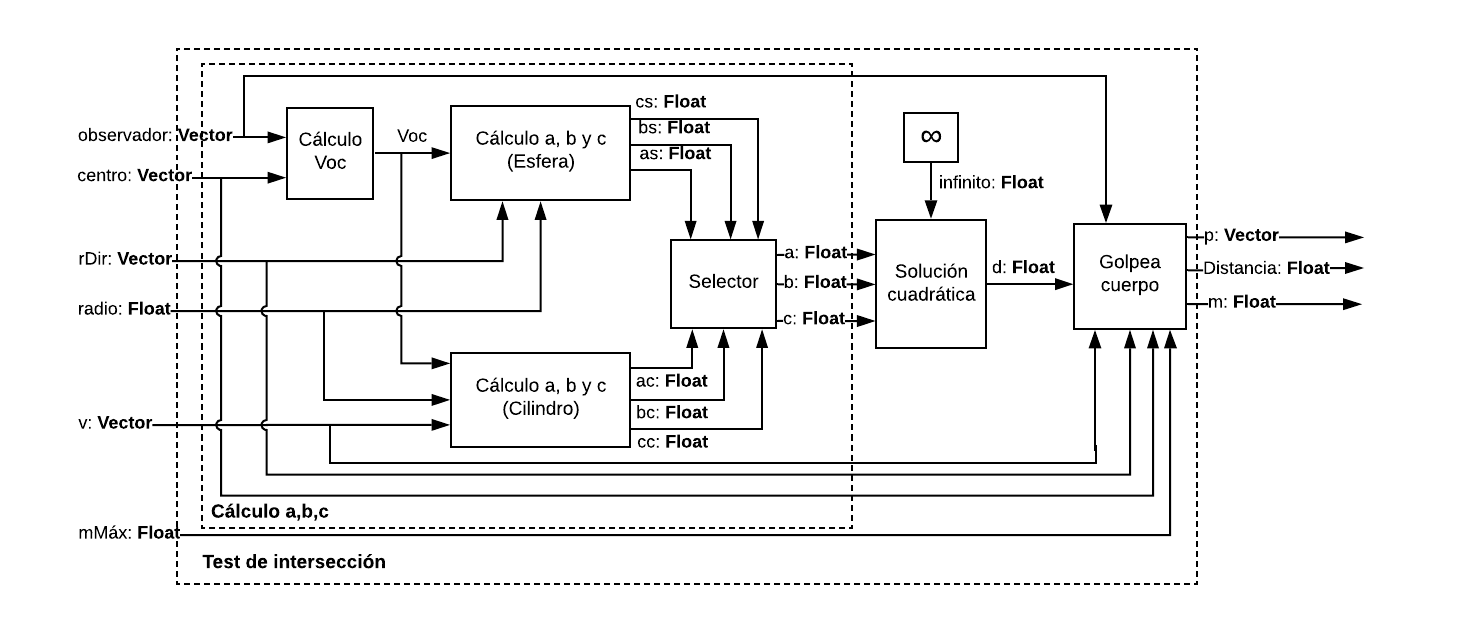 cs: Float
bs: Float
as: Float
observador: Vector
centro: Vector
Cálculo
Voc
Voc
Cálculo a, b y c
(Esfera)
∞
infinito: Float
rDir: Vector
radio: Float
Selector
a: Float
b: Float
c: Float
Solución
cuadrática
d: Float
Golpea
cuerpo
p: Vector
Distancia: Float
m: Float
v: Vector
Cálculo a, b y c
(Cilindro)
ac: Float
bc: Float
cc: Float
Cálculo a,b,c
mMáx: Float
Test de intersección